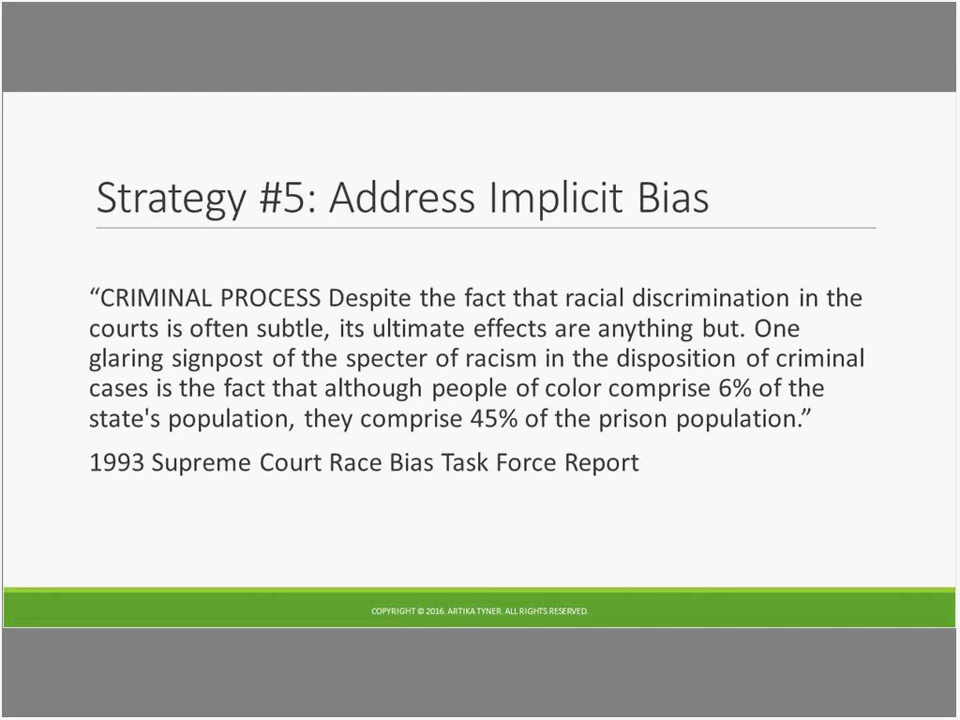 Strategy #5: Address Implicit Bias
“CRIMINAL PROCESS Despite the fact that racial discrimination in the
courts is often subtle, its ultimate effects are anything but. One
glaring signpost of the specter of racism in the disposition of criminal
cases is the fact that although people of color comprise 6% of the
state's population, they comprise 45% of the prison population.”
1993 Supreme Court Race Bias Task Force Report
COPYRIGHT © 2016. ARTIKA TYNER. ALL RIGHTS RESERVED.